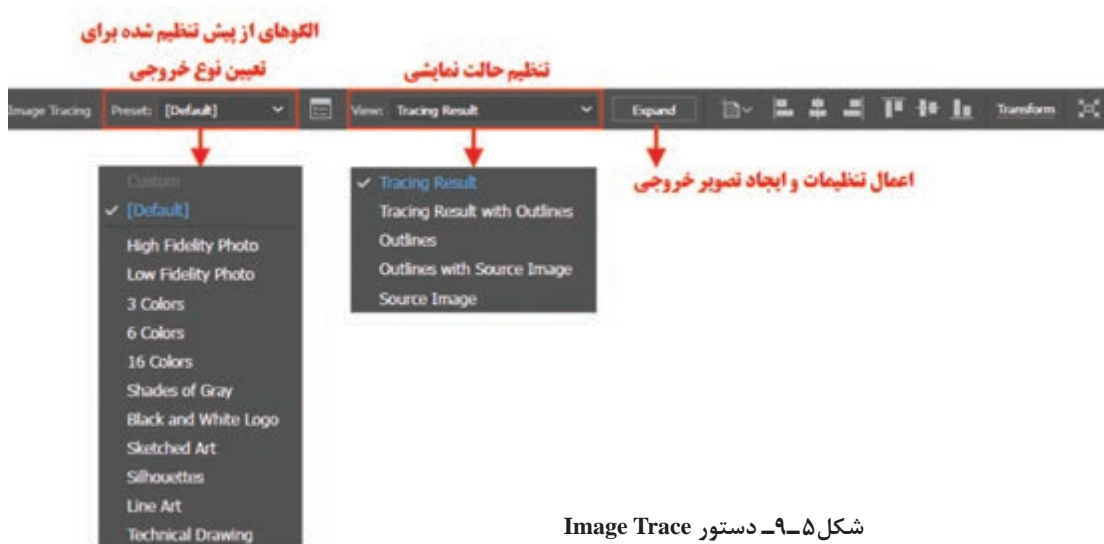 الگوهای از پیش تنظیم شده برای
تعیین نوع خروجی
تنظیم حالت نمایشی
Image Tracing Preset: [Default] View: Tracing Result Expand Transform
اعمال تنظیمات و ایجاد تصویر خروجی
Custom
[Default]
High Fidelity Photo
Low Fidelity Photo
3 Colors
6 Colors
16 Colors
Shades of Gray
Black and White Logo
Sketched Art
Silhouettes
Line Art
Technical Drawing
Tracing Result
Tracing Result with Outlines
Outlines
Outlines with Source Image
Source Image
شکل ۵ـ۹ـ دستور Image Trace